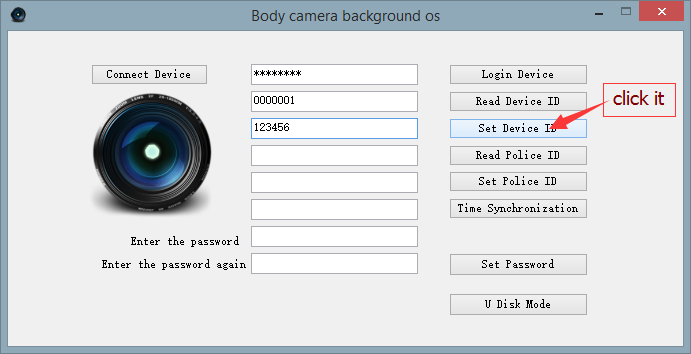 Body camera background os
Connect Device
********
Login Device
0000001
Read Device ID
click it
123456
Set Device ID
Read Police ID
Set Police ID
Time Synchronization
Enter the password
Enter the password again
Set Password
U Disk Mode